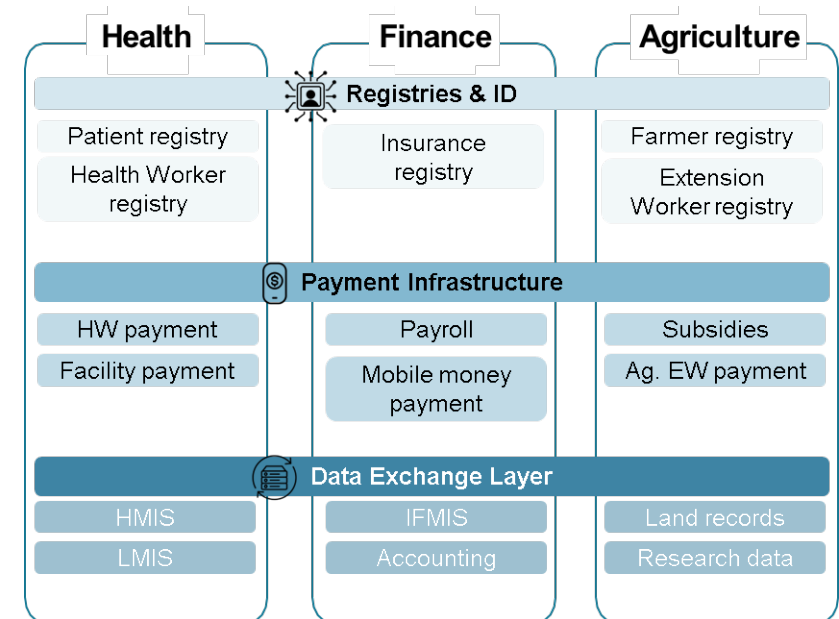 Health
Finance
Agriculture
Registries & ID
Patient registry
Health Worker
registry
Insurance
registry
Farmer registry
Extension
Worker registry
Payment Infrastructure
HW payment
Facility payment
Payroll
Mobile money
payment
Subsidies
Ag. EW payment
Data Exchange Layer
HMIS
LMIS
IFMIS
Accounting
Land records
Research data